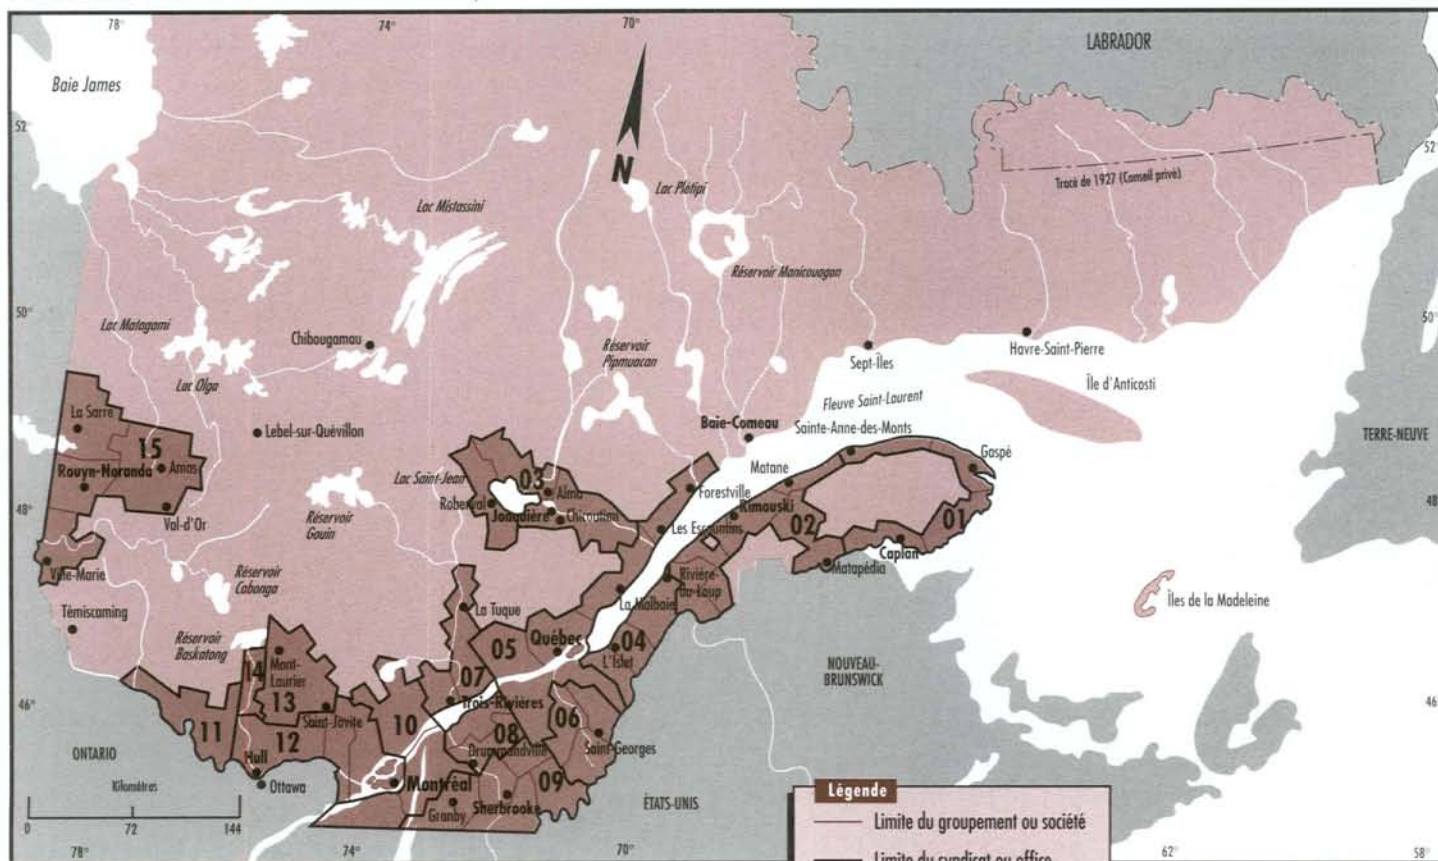 78°
74°
70°
LABRADOR
Baie James
52°
52°
N
Tracé de 1927 (Conseil privé)
Lac Plétipi
Lac Mistassini
Réservoir Manicouagan
50°
50°
Lac Matagami
Chibougamau
Réservoir
Pipmuacan
Sept-Îles
Havre-Saint-Pierre
Lac Olga
Île d'Anticosti
Fleuve Saint-Laurent
La Sarre
Lebel-sur-Quévillon
Baie-Comeau
Sainte-Anne-des-Monts
TERRE-NEUVE
15
Amos
Rouyn-Noranda
Lac Saint-Jean
03
Alma
Matane
Gaspé
Roberval
Forestville
48°
48
Val-d'Or
Réservoir
Gouin
Jonquière
Chicoutimi
Les Escoumins
Rimouski
02
01
Caplan
Ville-Marie
Réservoir
Cabonga
Matapédia
Rivière-
du-Loup
La Malbaie
Îles de la Madeleine
Témiscaming
La Tuque
Réservoir
Baskatong
05
Québec
04
L'Islet
14
Mont-
Laurier
13
07
NOUVEAU-
BRUNSWICK
46°
46
Saint-Jovite
Trois-Rivières
11
12
10
08
06
Saint-Georges
Drummondville
ONTARIO
Hull
Ottawa
Montréal
09
Granby
Sherbrooke
ÉTATS-UNIS
Kilomètres
0
72
144
Légende
Limite du groupement ou société
Limite du syndicat ou office
78°
74°
70°
62°
58°